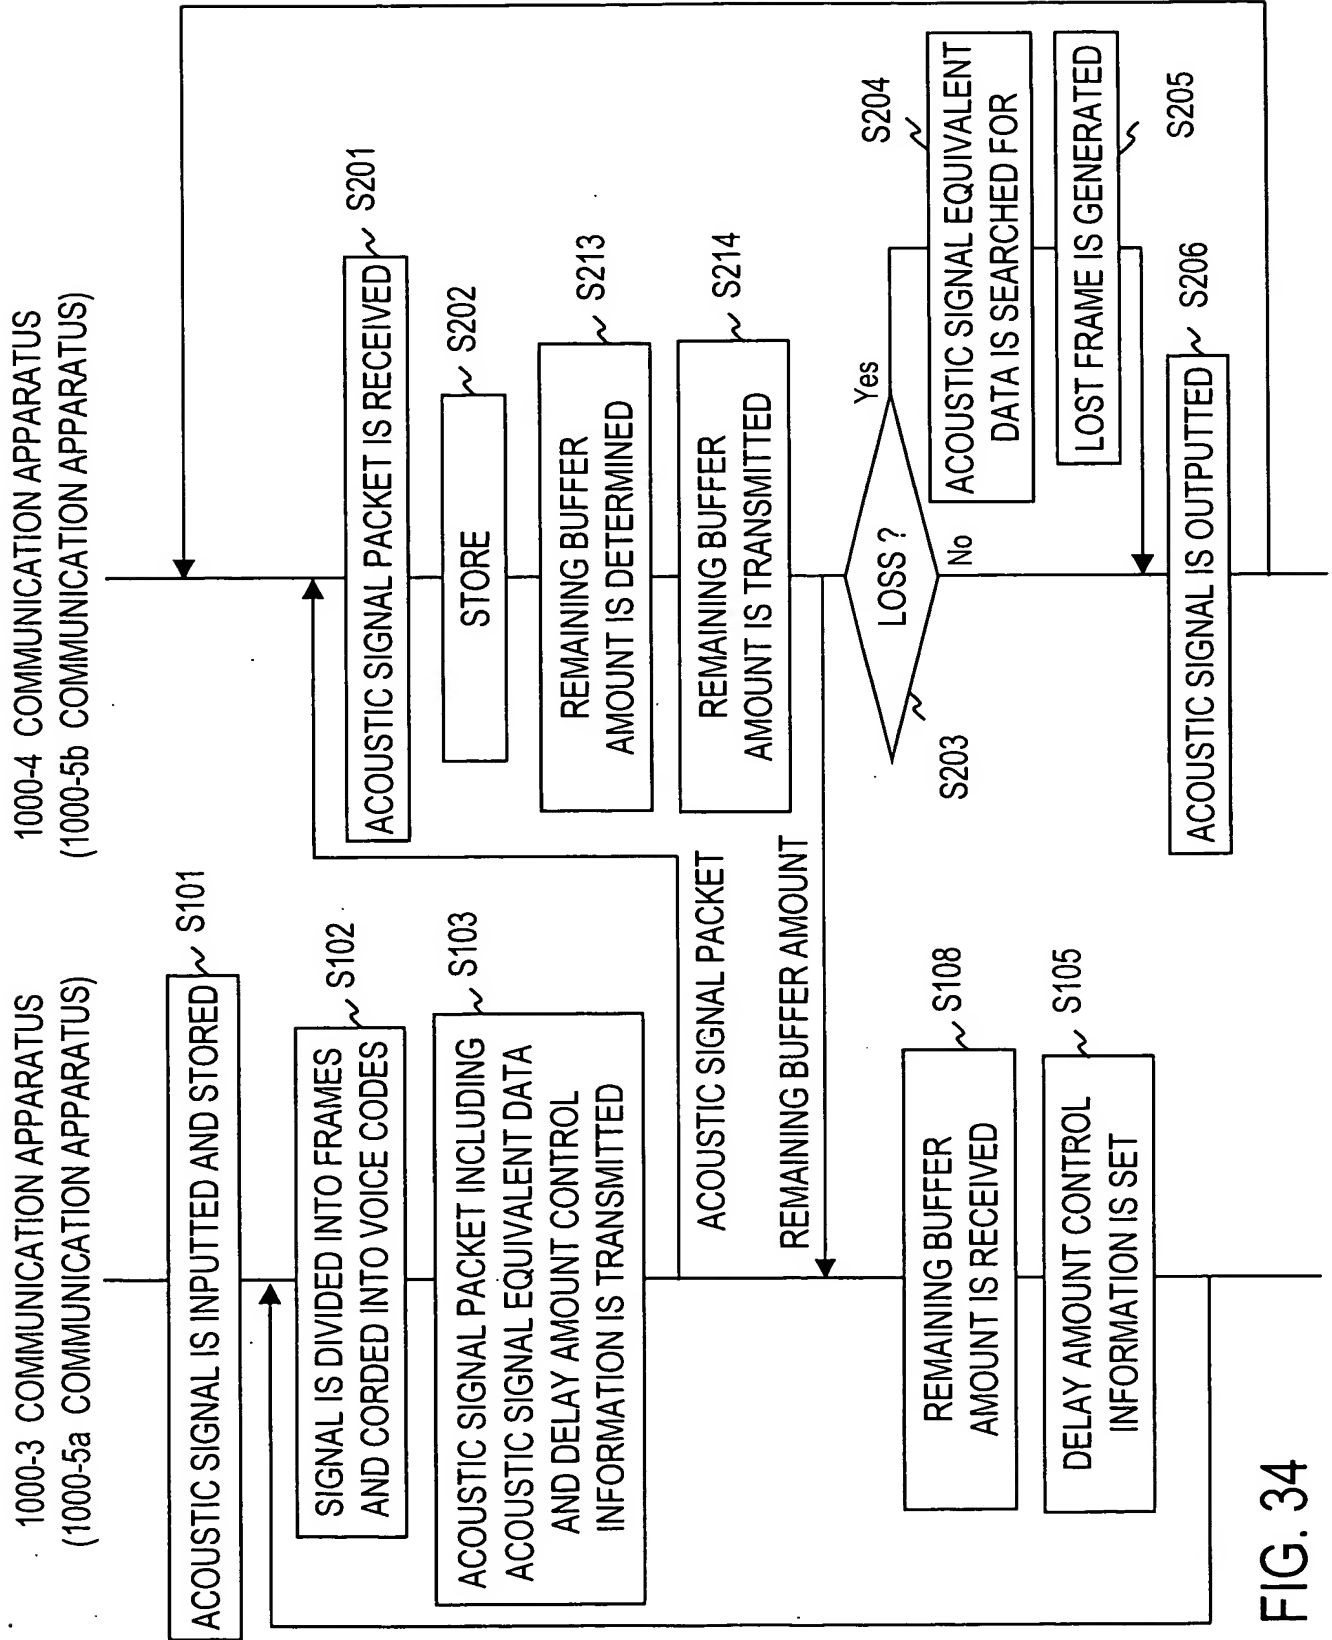 1000-3 COMMUNICATION APPARATUS
(1000-5a COMMUNICATION APPARATUS)
ACOUSTIC SIGNAL IS INPUTTED AND STORED
S101
SIGNAL IS DIVIDED INTO FRAMES
AND CORDED INTO VOICE CODES
S102
ACOUSTIC SIGNAL PACKET INCLUDING
ACOUSTIC SIGNAL EQUIVALENT DATA
AND DELAY AMOUNT CONTROL
INFORMATION IS TRANSMITTED
S103
ACOUSTIC SIGNAL PACKET
REMAINING BUFFER AMOUNT
REMAINING BUFFER
AMOUNT IS RECEIVED
S108
DELAY AMOUNT CONTROL
INFORMATION IS SET
S105
1000-4 COMMUNICATION APPARATUS
(1000-5b COMMUNICATION APPARATUS)
ACOUSTIC SIGNAL PACKET IS RECEIVED
S201
STORE
S202
REMAINING BUFFER
AMOUNT IS DETERMINED
S213
REMAINING BUFFER
AMOUNT IS TRANSMITTED
S214
LOSS ?
S203
Yes
No
ACOUSTIC SIGNAL EQUIVALENT
DATA IS SEARCHED FOR
S204
LOST FRAME IS GENERATED
S205
ACOUSTIC SIGNAL IS OUTPUTTED
S206
FIG. 34